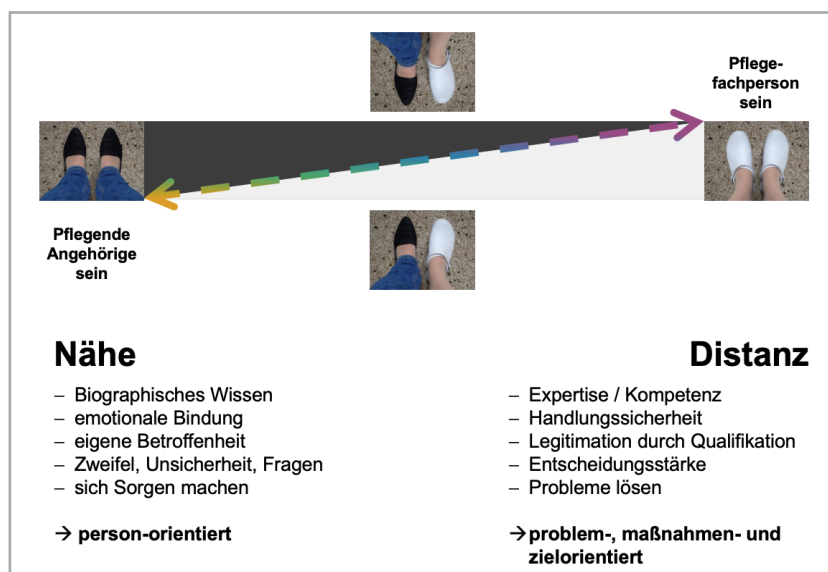 Pflege-
fachperson
sein
Pflegende
Angehörige
sein
Nähe
– Biographisches Wissen
– emotionale Bindung
– eigene Betroffenheit
– Zweifel, Unsicherheit, Fragen
– sich Sorgen machen
→ person-orientiert
Distanz
– Expertise / Kompetenz
– Handlungssicherheit
– Legitimation durch Qualifikation
– Entscheidungsstärke
– Probleme lösen
→ problem-, maßnahmen- und
zielorientiert